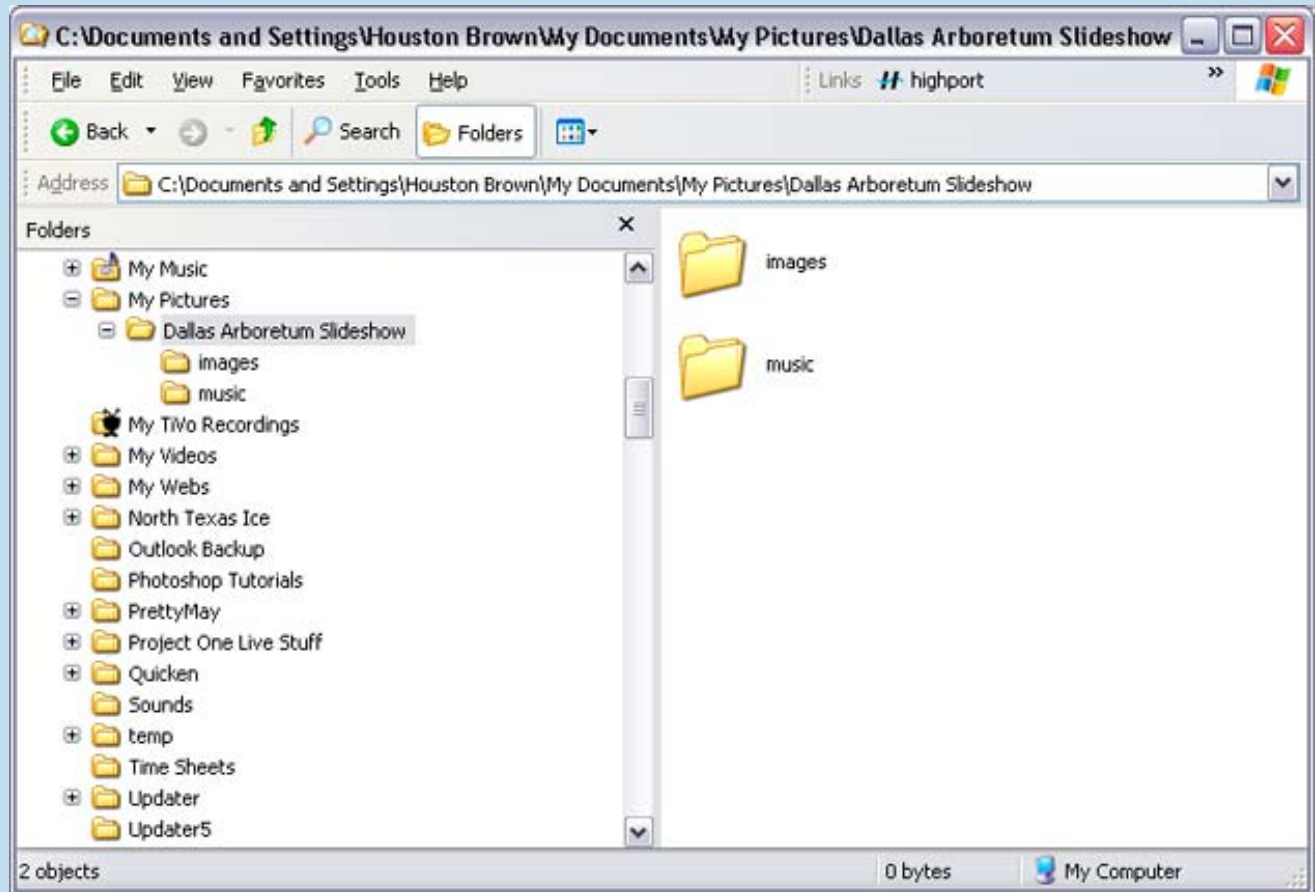 C:\Documents and Settings\Houston Brown\My Documents\My Pictures\Dallas Arboretum Slideshow
File Edit View Favorites Tools Help Links highport »
Back Search Folders
Address C:\Documents and Settings\Houston Brown\My Documents\My Pictures\Dallas Arboretum Slideshow
Folders
My Music
My Pictures
Dallas Arboretum Slideshow
images
music
My TiVo Recordings
My Videos
My Webs
North Texas Ice
Outlook Backup
Photoshop Tutorials
PrettyMay
Project One Live Stuff
Quicken
Sounds
temp
Time Sheets
Updater
Updater5
images
music
2 objects 0 bytes My Computer